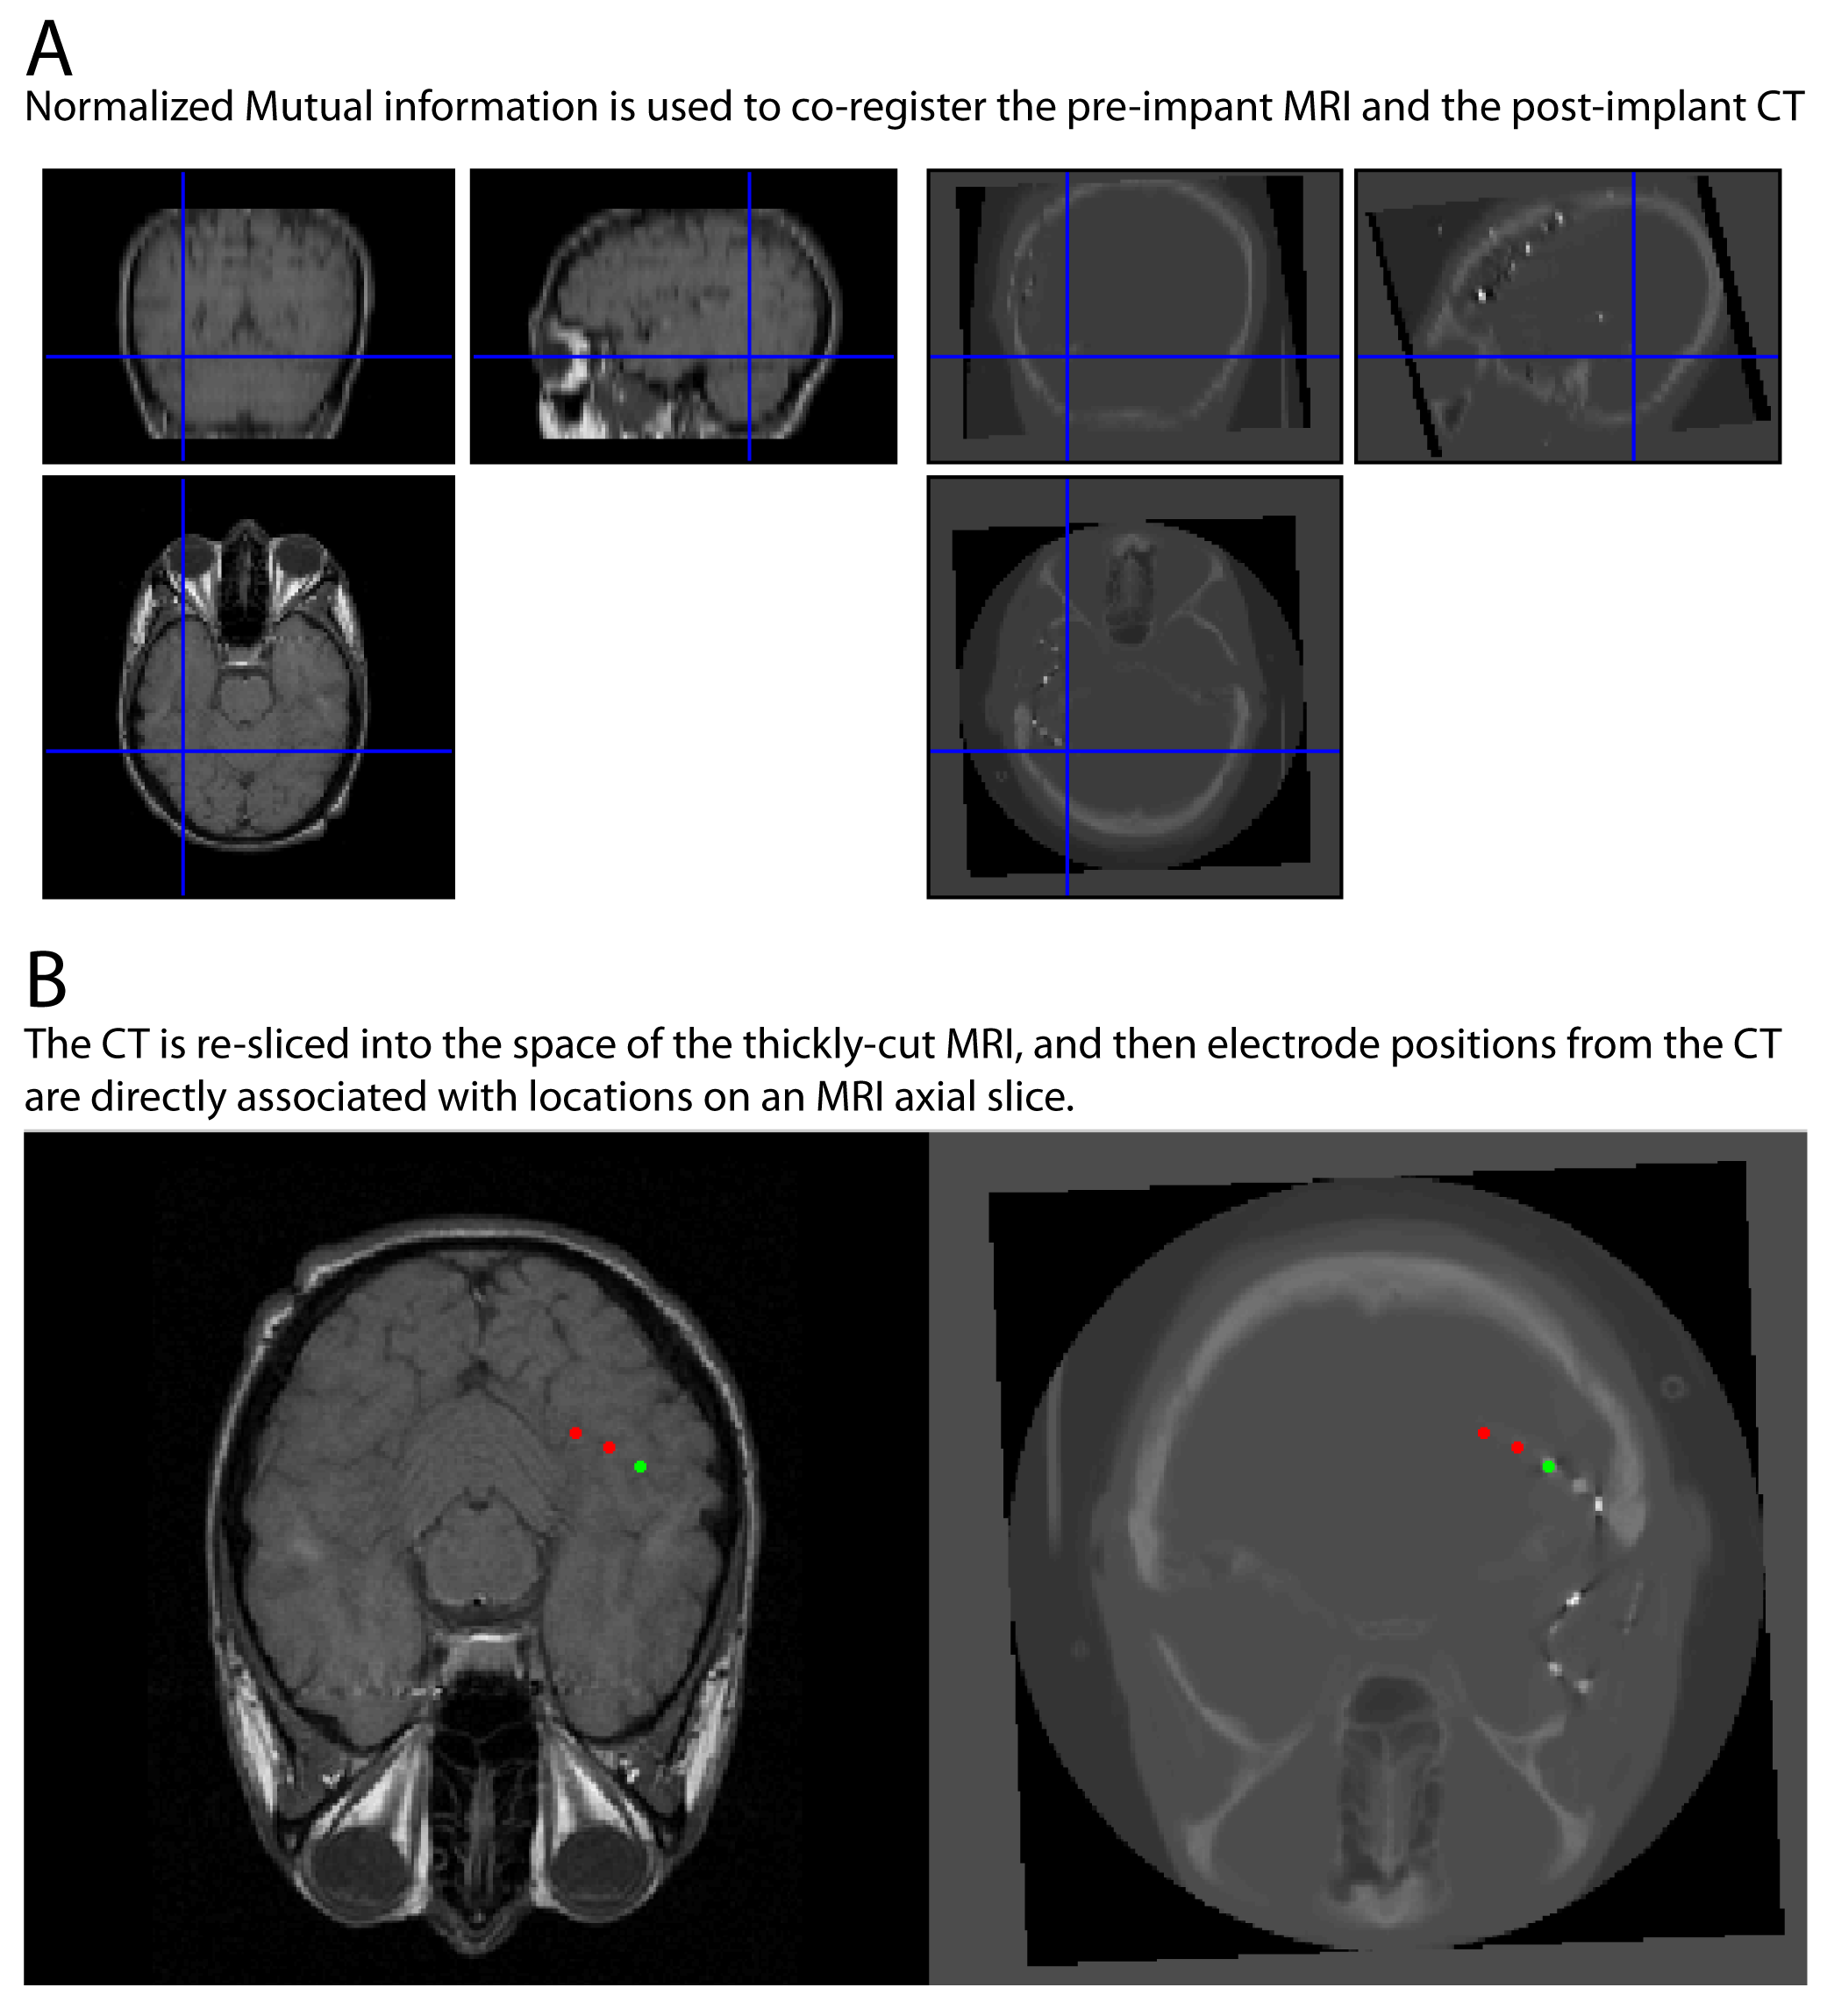 A
Normalized Mutual information is used to co-register the pre-impant MRI and the post-implant CT
B
The CT is re-sliced into the space of the thickly-cut MRI, and then electrode positions from the CT
are directly associated with locations on an MRI axial slice.